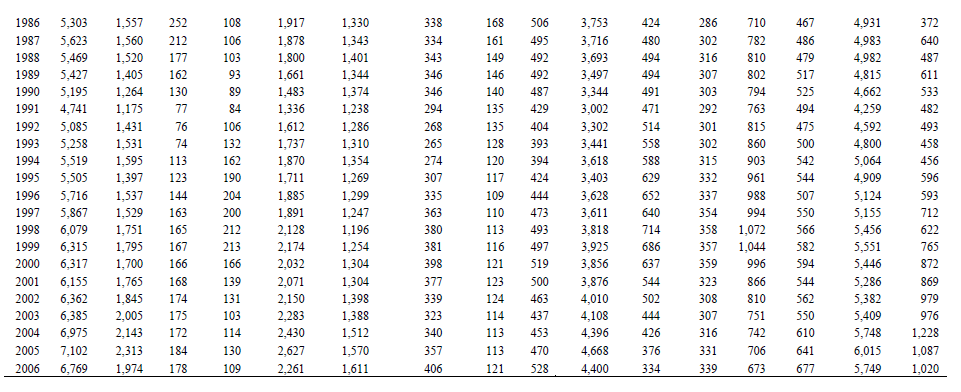 1986 5,303 1,557 252 108 1,917 1,330 338 168 506 3,753 424 286 710 467 4,931 372
1987 5,623 1,560 212 106 1,878 1,343 334 161 495 3,716 480 302 782 486 4,983 640
1988 5,469 1,520 177 103 1,800 1,401 343 149 492 3,693 494 316 810 479 4,982 487
1989 5,427 1,405 162 93 1,661 1,344 346 146 492 3,497 494 307 802 517 4,815 611
1990 5,195 1,264 130 89 1,483 1,374 346 140 487 3,344 491 303 794 525 4,662 533
1991 4,741 1,175 77 84 1,336 1,238 294 135 429 3,002 471 292 763 494 4,259 482
1992 5,085 1,431 76 106 1,612 1,286 268 135 404 3,302 514 301 815 475 4,592 493
1993 5,258 1,531 74 132 1,737 1,310 265 128 393 3,441 558 302 860 500 4,800 458
1994 5,519 1,595 113 162 1,870 1,354 274 120 394 3,618 588 315 903 542 5,064 456
1995 5,505 1,397 123 190 1,711 1,269 307 117 424 3,403 629 332 961 544 4,909 596
1996 5,716 1,537 144 204 1,885 1,299 335 109 444 3,628 652 337 988 507 5,124 593
1997 5,867 1,529 163 200 1,891 1,247 363 110 473 3,611 640 354 994 550 5,155 712
1998 6,079 1,751 165 212 2,128 1,196 380 113 493 3,818 714 358 1,072 566 5,456 622
1999 6,315 1,795 167 213 2,174 1,254 381 116 497 3,925 686 357 1,044 582 5,551 765
2000 6,317 1,700 166 166 2,032 1,304 398 121 519 3,856 637 359 996 594 5,446 872
2001 6,155 1,765 168 139 2,071 1,304 377 123 500 3,876 544 323 866 544 5,286 869
2002 6,362 1,845 174 131 2,150 1,398 339 124 463 4,010 502 308 810 562 5,382 979
2003 6,385 2,005 175 103 2,283 1,388 323 114 437 4,108 444 307 751 550 5,409 976
2004 6,975 2,143 172 114 2,430 1,512 340 113 453 4,396 426 316 742 610 5,748 1,228
2005 7,102 2,313 184 130 2,627 1,570 357 113 470 4,668 376 331 706 641 6,015 1,087
2006 6,769 1,974 178 109 2,261 1,611 406 121 528 4,400 334 339 673 677 5,749 1,020